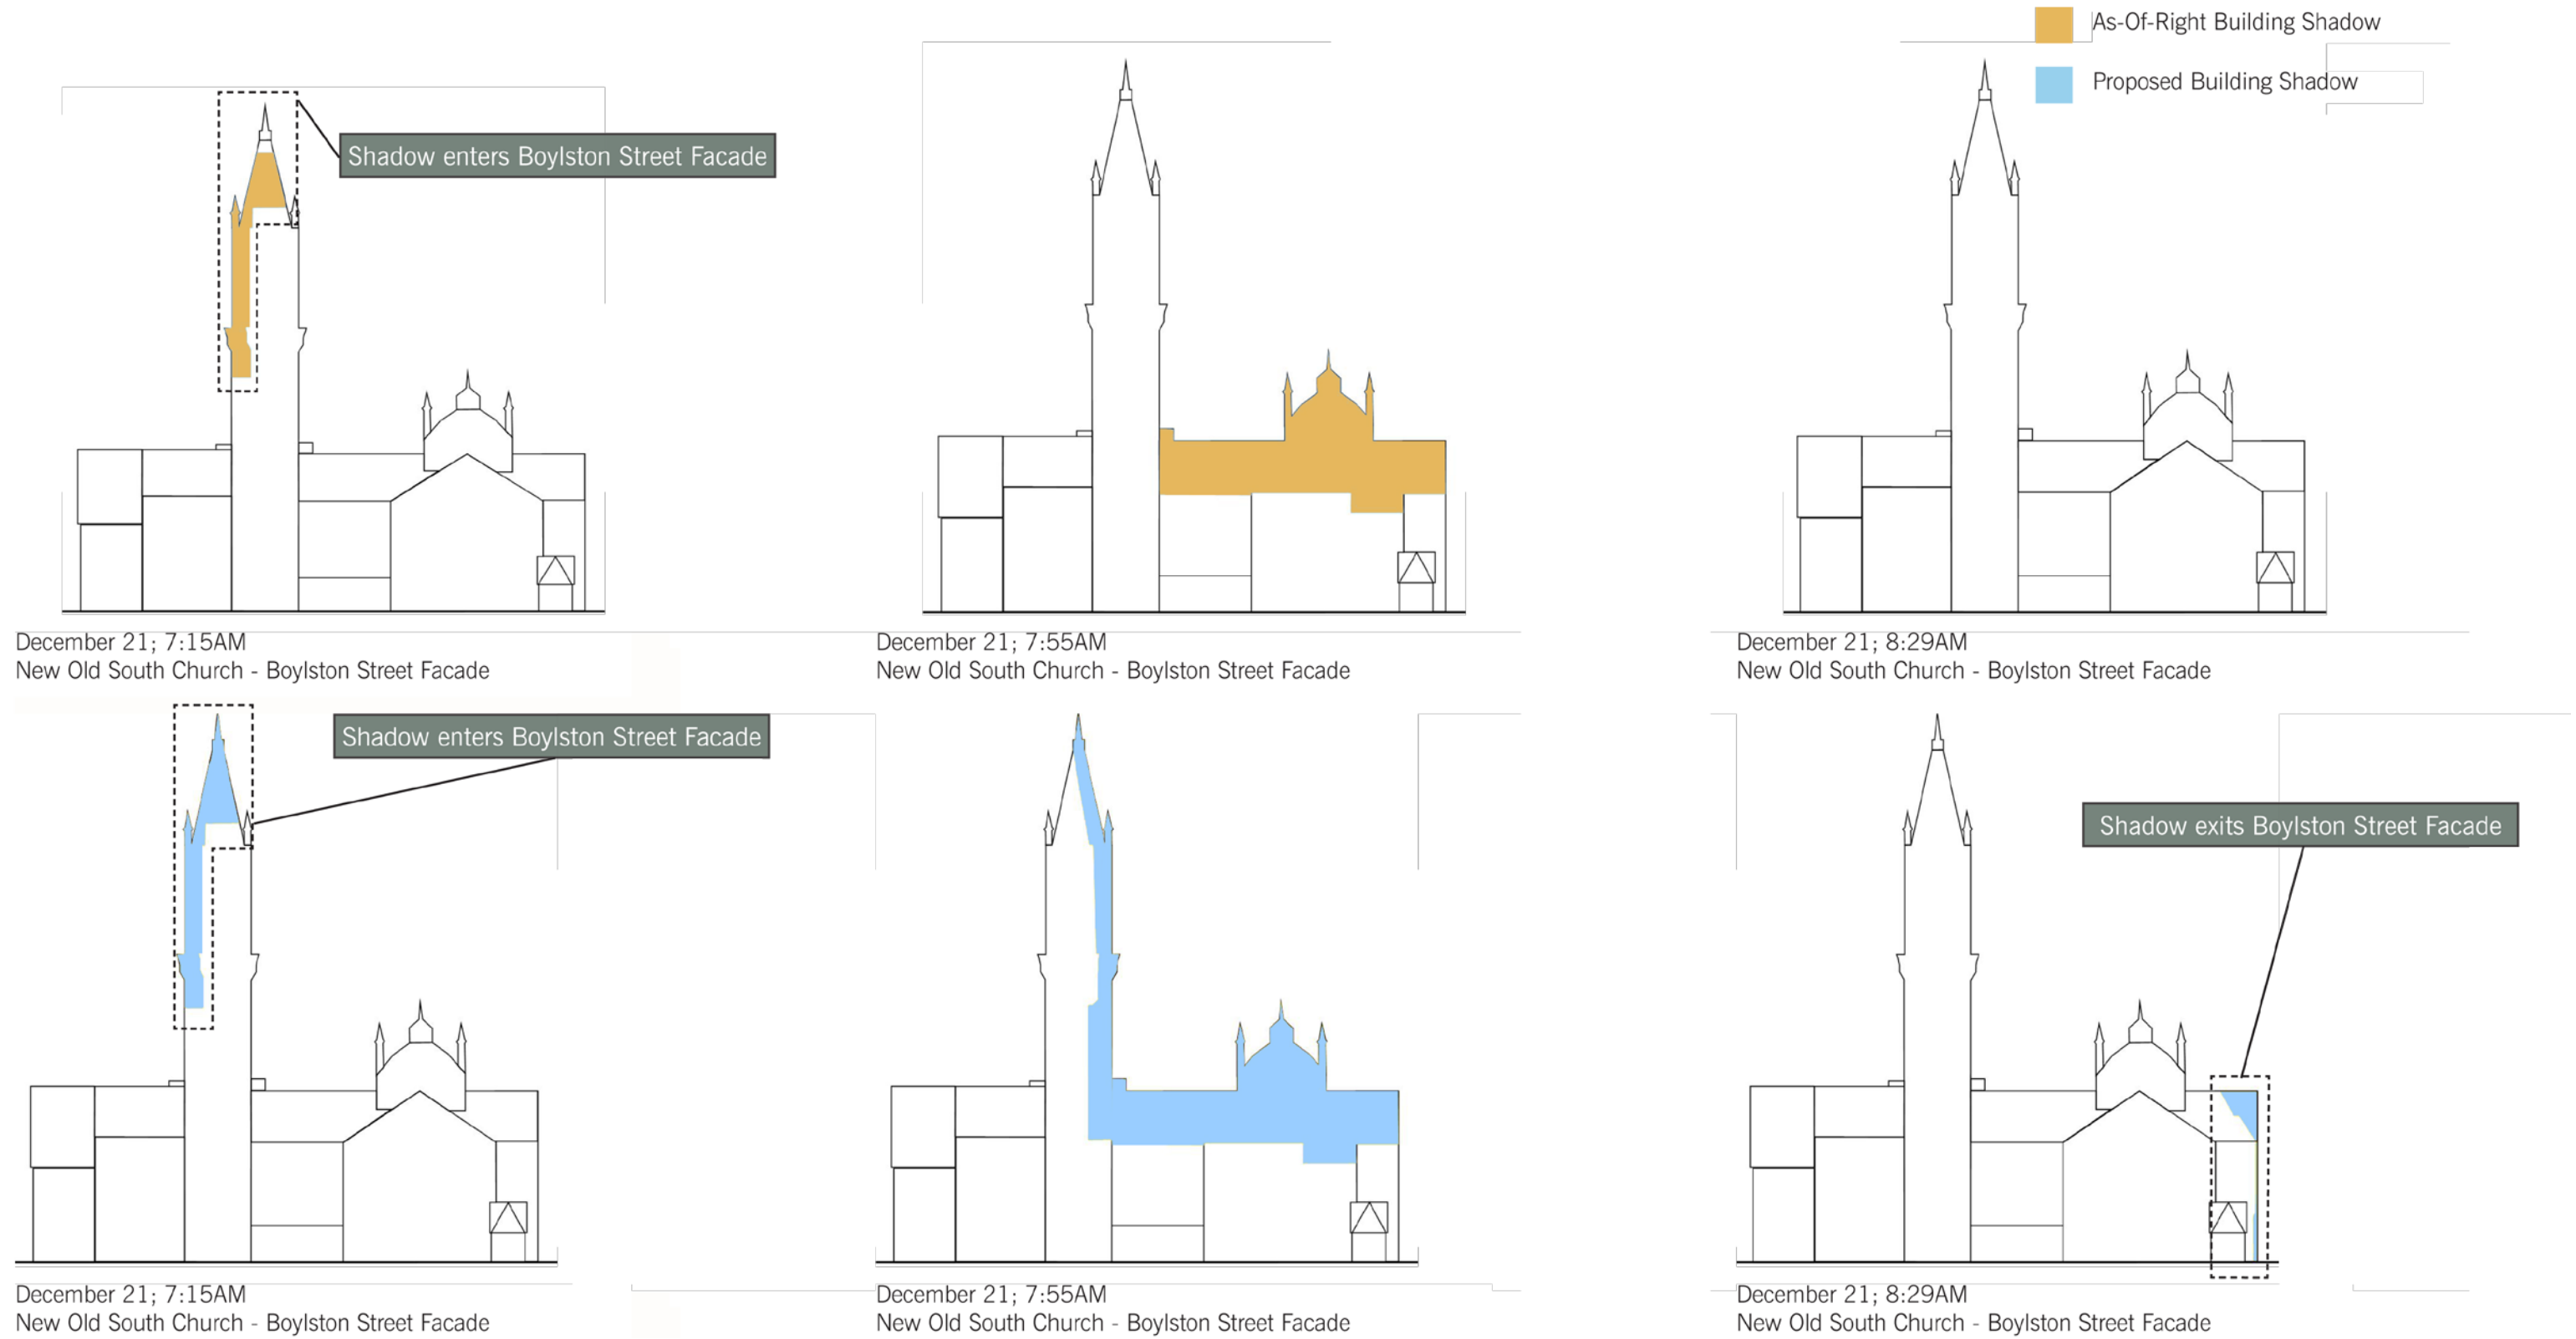 As-Of-Right Building Shadow
Proposed Building Shadow
Shadow enters Boylston Street Facade
December 21; 7:15AM
New Old South Church - Boylston Street Facade
December 21; 7:55AM
New Old South Church - Boylston Street Facade
December 21; 8:29AM
New Old South Church - Boylston Street Facade
Shadow enters Boylston Street Facade
Shadow exits Boylston Street Facade
December 21; 7:15AM
New Old South Church - Boylston Street Facade
December 21; 7:55AM
New Old South Church - Boylston Street Facade
December 21; 8:29AM
New Old South Church - Boylston Street Facade